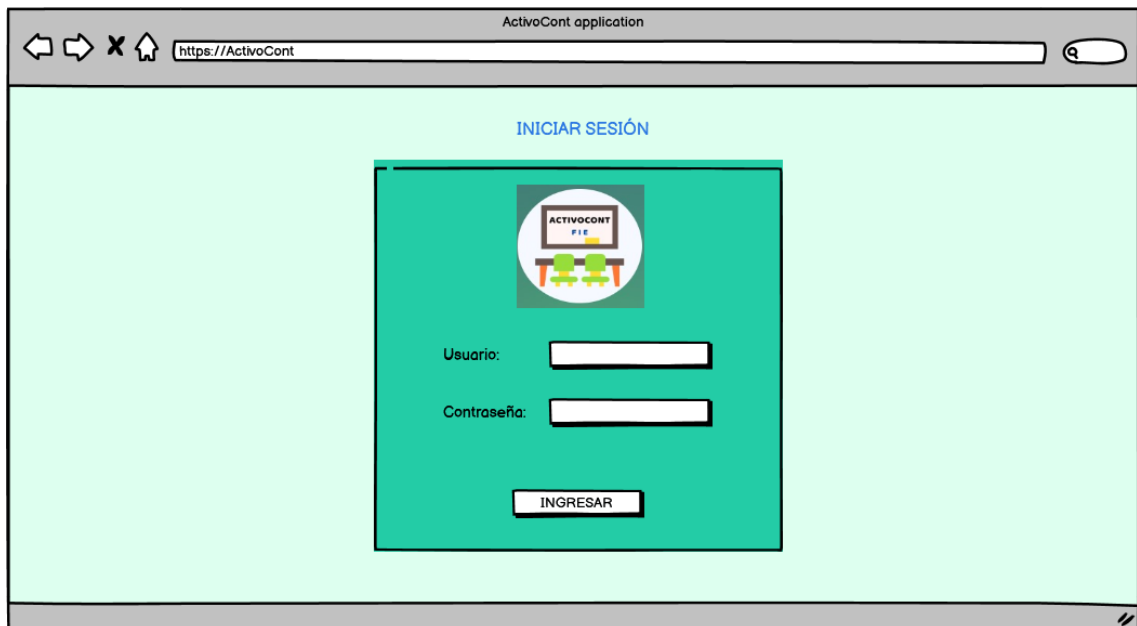 ActivoCont application
https://ActivoCont
INICIAR SESIÓN
ACTIVOCONT
FIE
Usuario:
Contraseña:
INGRESAR